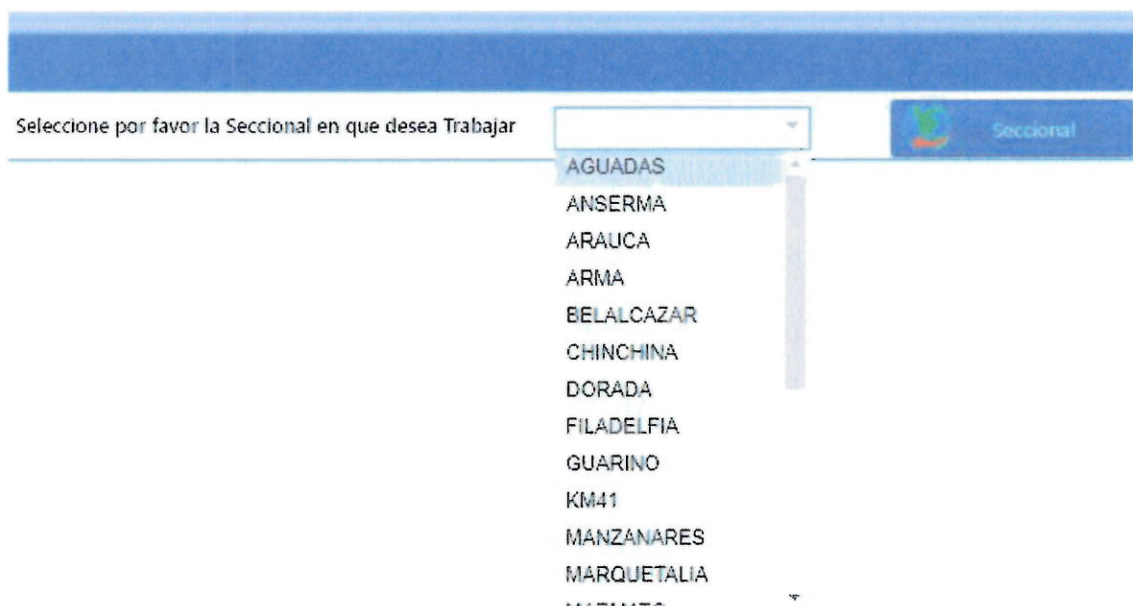 Seleccione por favor la Seccional en que desea Trabajar
Seccional
AGUADAS
ANSERMA
ARAUCA
ARMA
BELALCAZAR
CHINCHINA
DORADA
FILADELFIA
GUARINO
KM41
MANZANARES
MARQUETALIA